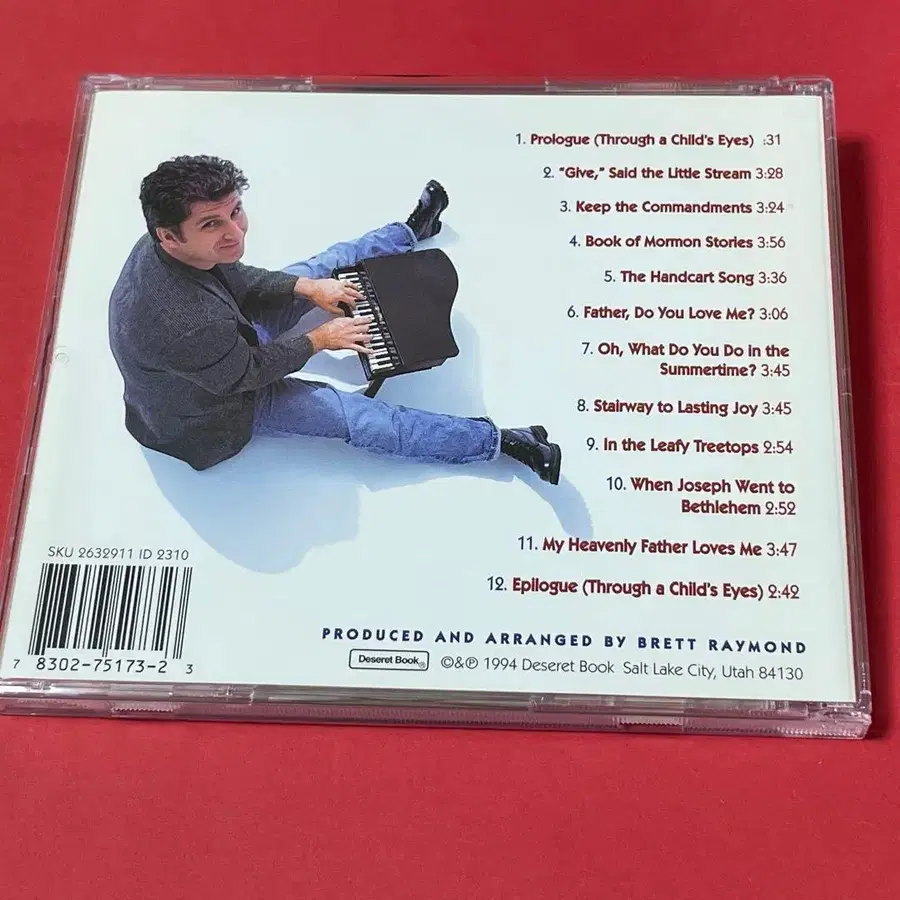 1. Prologue (Through a Child's Eyes) :31
2. "Give," Said the Little Stream 3:28
3. Keep the Commandments 3:24
4. Book of Mormon Stories 3:56
5. The Handcart Song 3:36
6. Father, Do You Love Me? 3:06
7. Oh, What Do You Do in the
Summertime? 3:45
8. Stairway to Lasting Joy 3:45
9. In the Leafy Treetops 2:54
10. When Joseph Went to
Bethlehem 2:52
11. My Heavenly Father Loves Me 3:47
12. Epilogue (Through a Child's Eyes) 2:42
SKU 2632911 ID 2310
7 8302-75173-2 3
PRODUCED AND ARRANGED BY BRETT RAYMOND
Deseret Book® ©&℗ 1994 Deseret Book Salt Lake City, Utah 84130